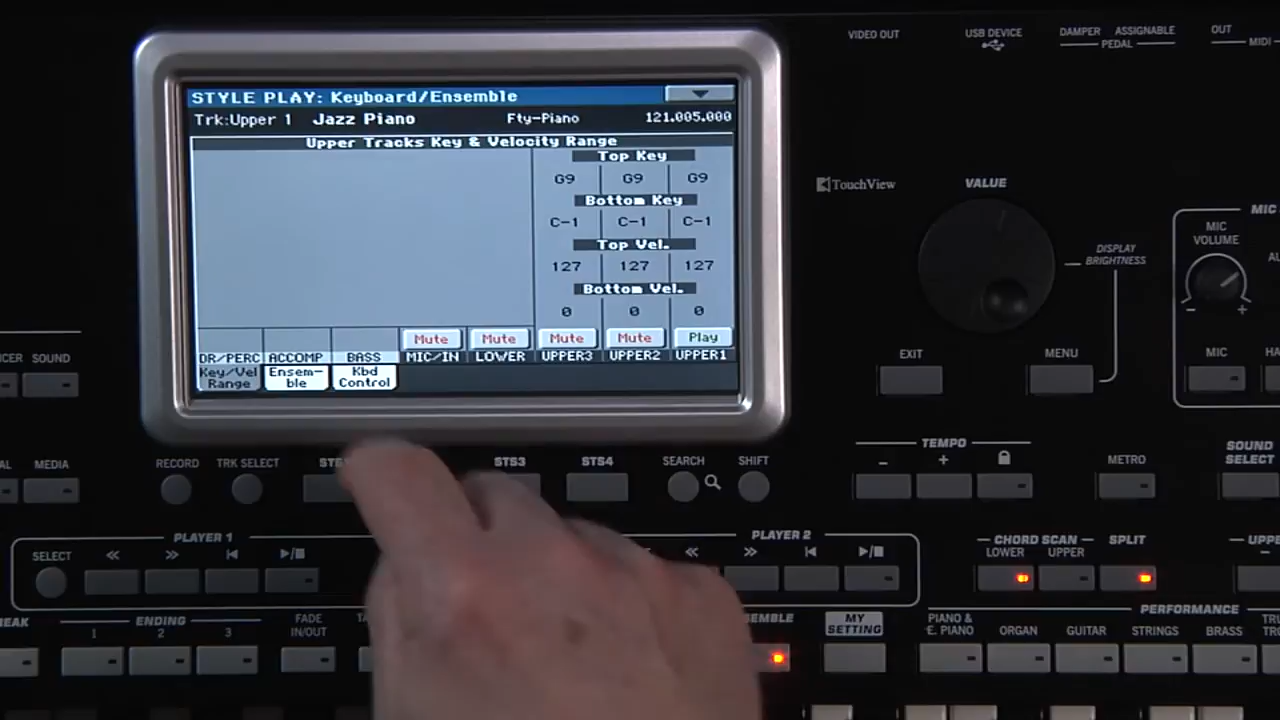 VIDEO OUT
USB DEVICE
DAMPER ASSIGNABLE
PEDAL
OUT
MIDI
STYLE PLAY: Keyboard/Ensemble
Trk:Upper 1 Jazz Piano Fty-Piano 121.005.000
Upper Tracks Key & Velocity Range
Top Key
G9 G9 G9
Bottom Key
C-1 C-1 C-1
Top Vel.
127 127 127
Bottom Vel.
0 0 0
Mute Mute Mute Mute Play
DR/PERC ACCOMP BASS MIC/IN LOWER UPPER3 UPPER2 UPPER1
Key/Vel Range
Ensem-ble
Kbd Control
TouchView
VALUE
DISPLAY
BRIGHTNESS
MIC
MIC
VOLUME
- +
EXIT
MENU
MIC
SOUND
MEDIA
RECORD
TRK SELECT
STS3
STS4
SEARCH
SHIFT
TEMPO
- +
METRO
SOUND
SELECT
PLAYER 1
SELECT << >> |◀ ▶/■
PLAYER 2
<< >> |◀ ▶/■
CHORD SCAN
LOWER UPPER
SPLIT
ENDING
1 2 3
FADE
IN/OUT
MY
SETTING
PERFORMANCE
PIANO &
E. PIANO
ORGAN
GUITAR
STRINGS
BRASS